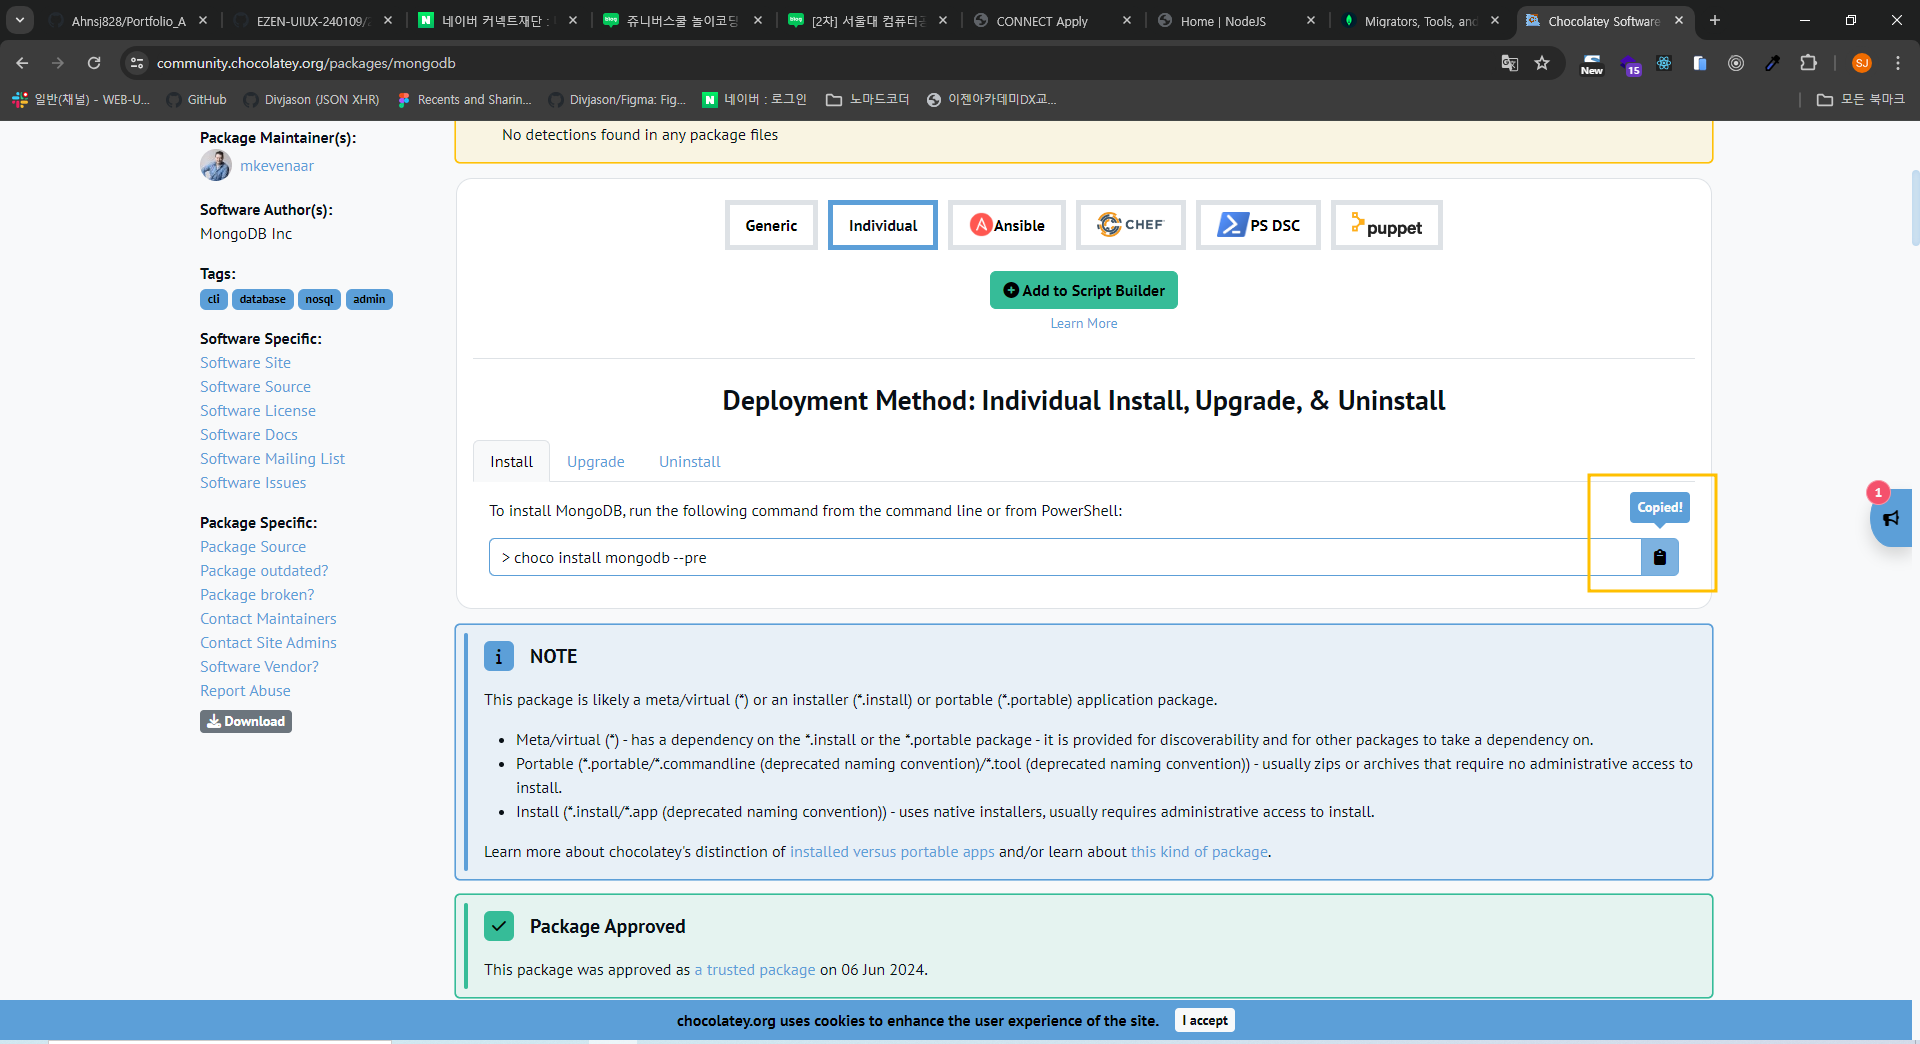 Ahnsj828/Portfolio_A
EZEN-UIUX-240109/2
네이버 커넥트재단 :
쥬니버스쿨 놀이코딩
[2차] 서울대 컴퓨터공
CONNECT Apply
Home | NodeJS
Migrators, Tools, and
Chocolatey Software
community.chocolatey.org/packages/mongodb
New
15
SJ
일반(채널) - WEB-U...
GitHub
Divjason (JSON XHR)
Recents and Sharin...
Divjason/Figma: Fig...
네이버 : 로그인
노마드코더
이젠아카데미DX교...
모든 북마크
Package Maintainer(s):
mkevenaar
Software Author(s):
MongoDB Inc
Tags:
cli database nosql admin
Software Specific:
Software Site
Software Source
Software License
Software Docs
Software Mailing List
Software Issues
Package Specific:
Package Source
Package outdated?
Package broken?
Contact Maintainers
Contact Site Admins
Software Vendor?
Report Abuse
Download
No detections found in any package files
Generic
Individual
Ansible
CHEF
PS DSC
puppet
Add to Script Builder
Learn More
Deployment Method: Individual Install, Upgrade, & Uninstall
Install Upgrade Uninstall
To install MongoDB, run the following command from the command line or from PowerShell:
Copied!
> choco install mongodb --pre
1
NOTE
This package is likely a meta/virtual (*) or an installer (*.install) or portable (*.portable) application package.
• Meta/virtual (*) - has a dependency on the *.install or the *.portable package - it is provided for discoverability and for other packages to take a dependency on.
• Portable (*.portable/*.commandline (deprecated naming convention)/*.tool (deprecated naming convention)) - usually zips or archives that require no administrative access to
install.
• Install (*.install/*.app (deprecated naming convention)) - uses native installers, usually requires administrative access to install.
Learn more about chocolatey's distinction of installed versus portable apps and/or learn about this kind of package.
Package Approved
This package was approved as a trusted package on 06 Jun 2024.
chocolatey.org uses cookies to enhance the user experience of the site.
I accept